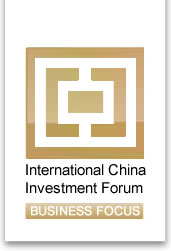 International China
Investment Forum
BUSINESS FOCUS